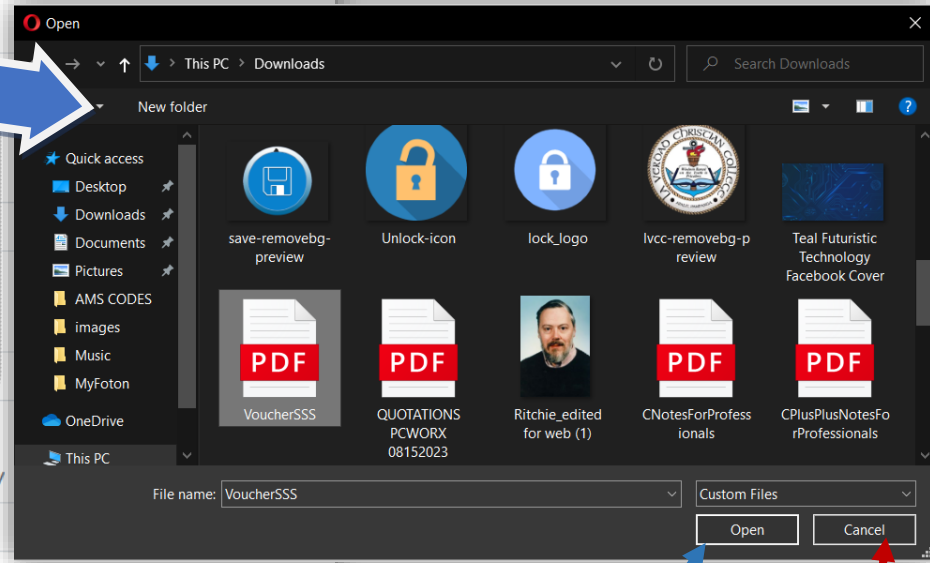 Open
This PC > Downloads
Search Downloads
New folder
Quick access
Desktop
Downloads
Documents
Pictures
AMS CODES
images
Music
MyFoton
OneDrive
This PC
save-removebg-
preview
Unlock-icon
lock_logo
lvcc-removebg-p
review
Teal Futuristic
Technology
Facebook Cover
PDF
VoucherSSS
PDF
QUOTATIONS
PCWORX
08152023
Ritchie_edited
for web (1)
PDF
CNotesForProfess
ionals
PDF
CPlusPlusNotesFo
rProfessionals
File name: VoucherSSS
Custom Files
Open
Cancel